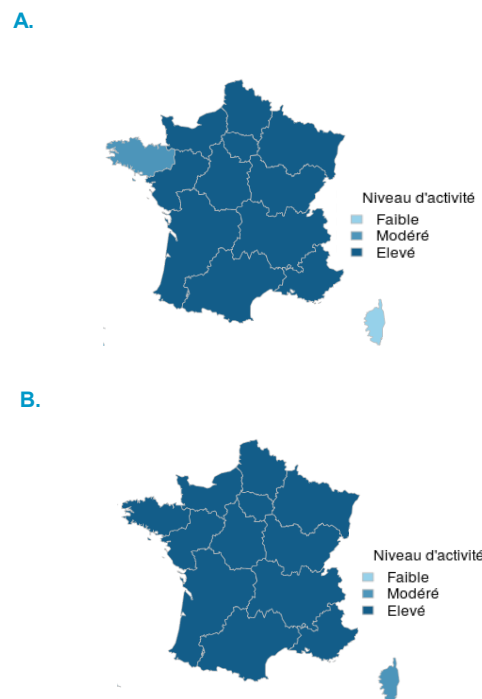 A.
Niveau d'activité
Faible
Modéré
Elevé
B.
Niveau d'activité
Faible
Modéré
Elevé